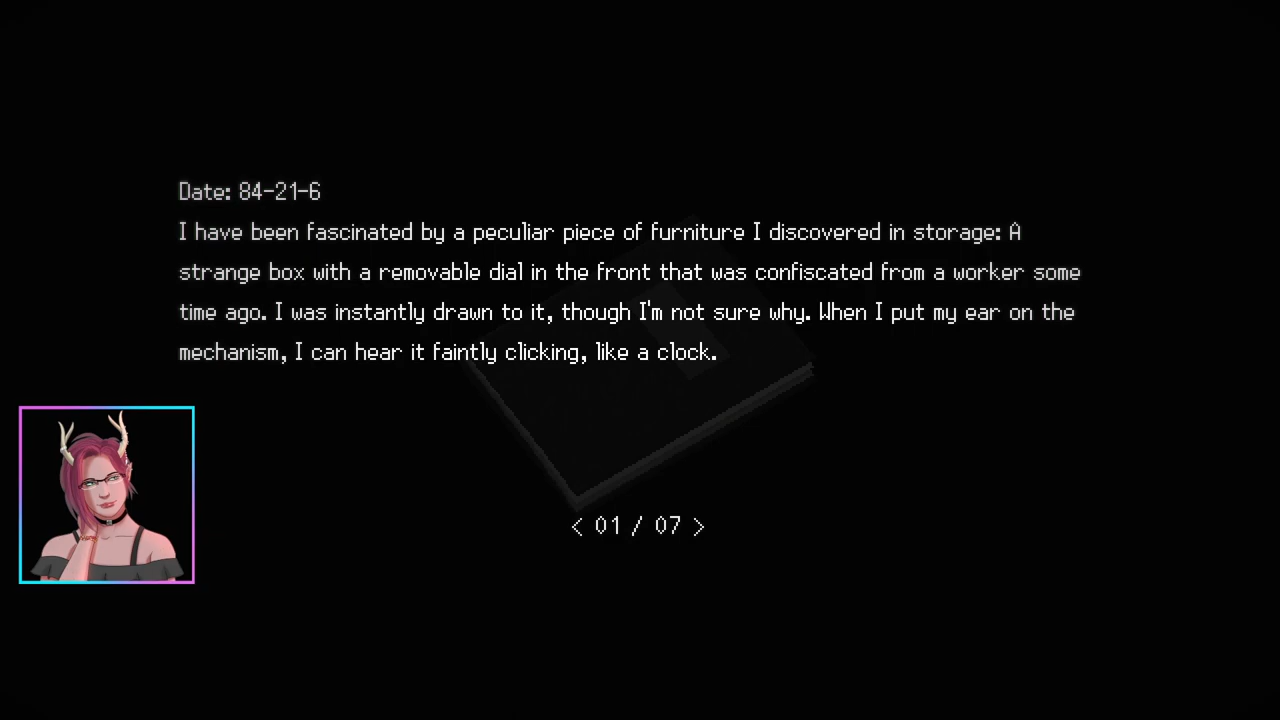 Date: 84-21-6
I have been fascinated by a peculiar piece of furniture I discovered in storage: A
strange box with a removable dial in the front that was confiscated from a worker some
time ago. I was instantly drawn to it, though I'm not sure why. When I put my ear on the
mechanism, I can hear it faintly clicking, like a clock.
< 01 / 07 >